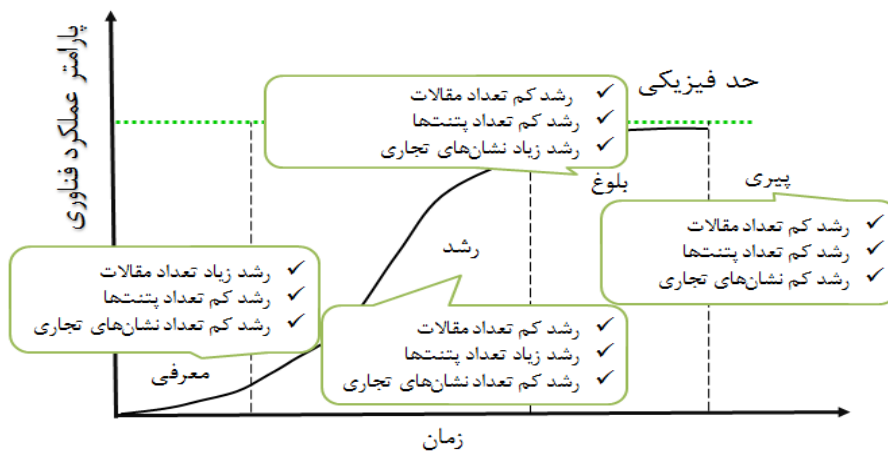 پارامتر عملکرد فناوری
حد فیزیکی
رشد کم تعداد مقالات
رشد کم تعداد پتنت‌ها
رشد زیاد نشان‌های تجاری
بلوغ
پیری
رشد کم تعداد مقالات
رشد کم تعداد پتنت‌ها
رشد کم نشان‌های تجاری
رشد
رشد زیاد تعداد مقالات
رشد کم تعداد پتنت‌ها
رشد کم تعداد نشان‌های تجاری
معرفی
رشد کم تعداد مقالات
رشد زیاد تعداد پتنت‌ها
رشد کم تعداد نشان‌های تجاری
زمان